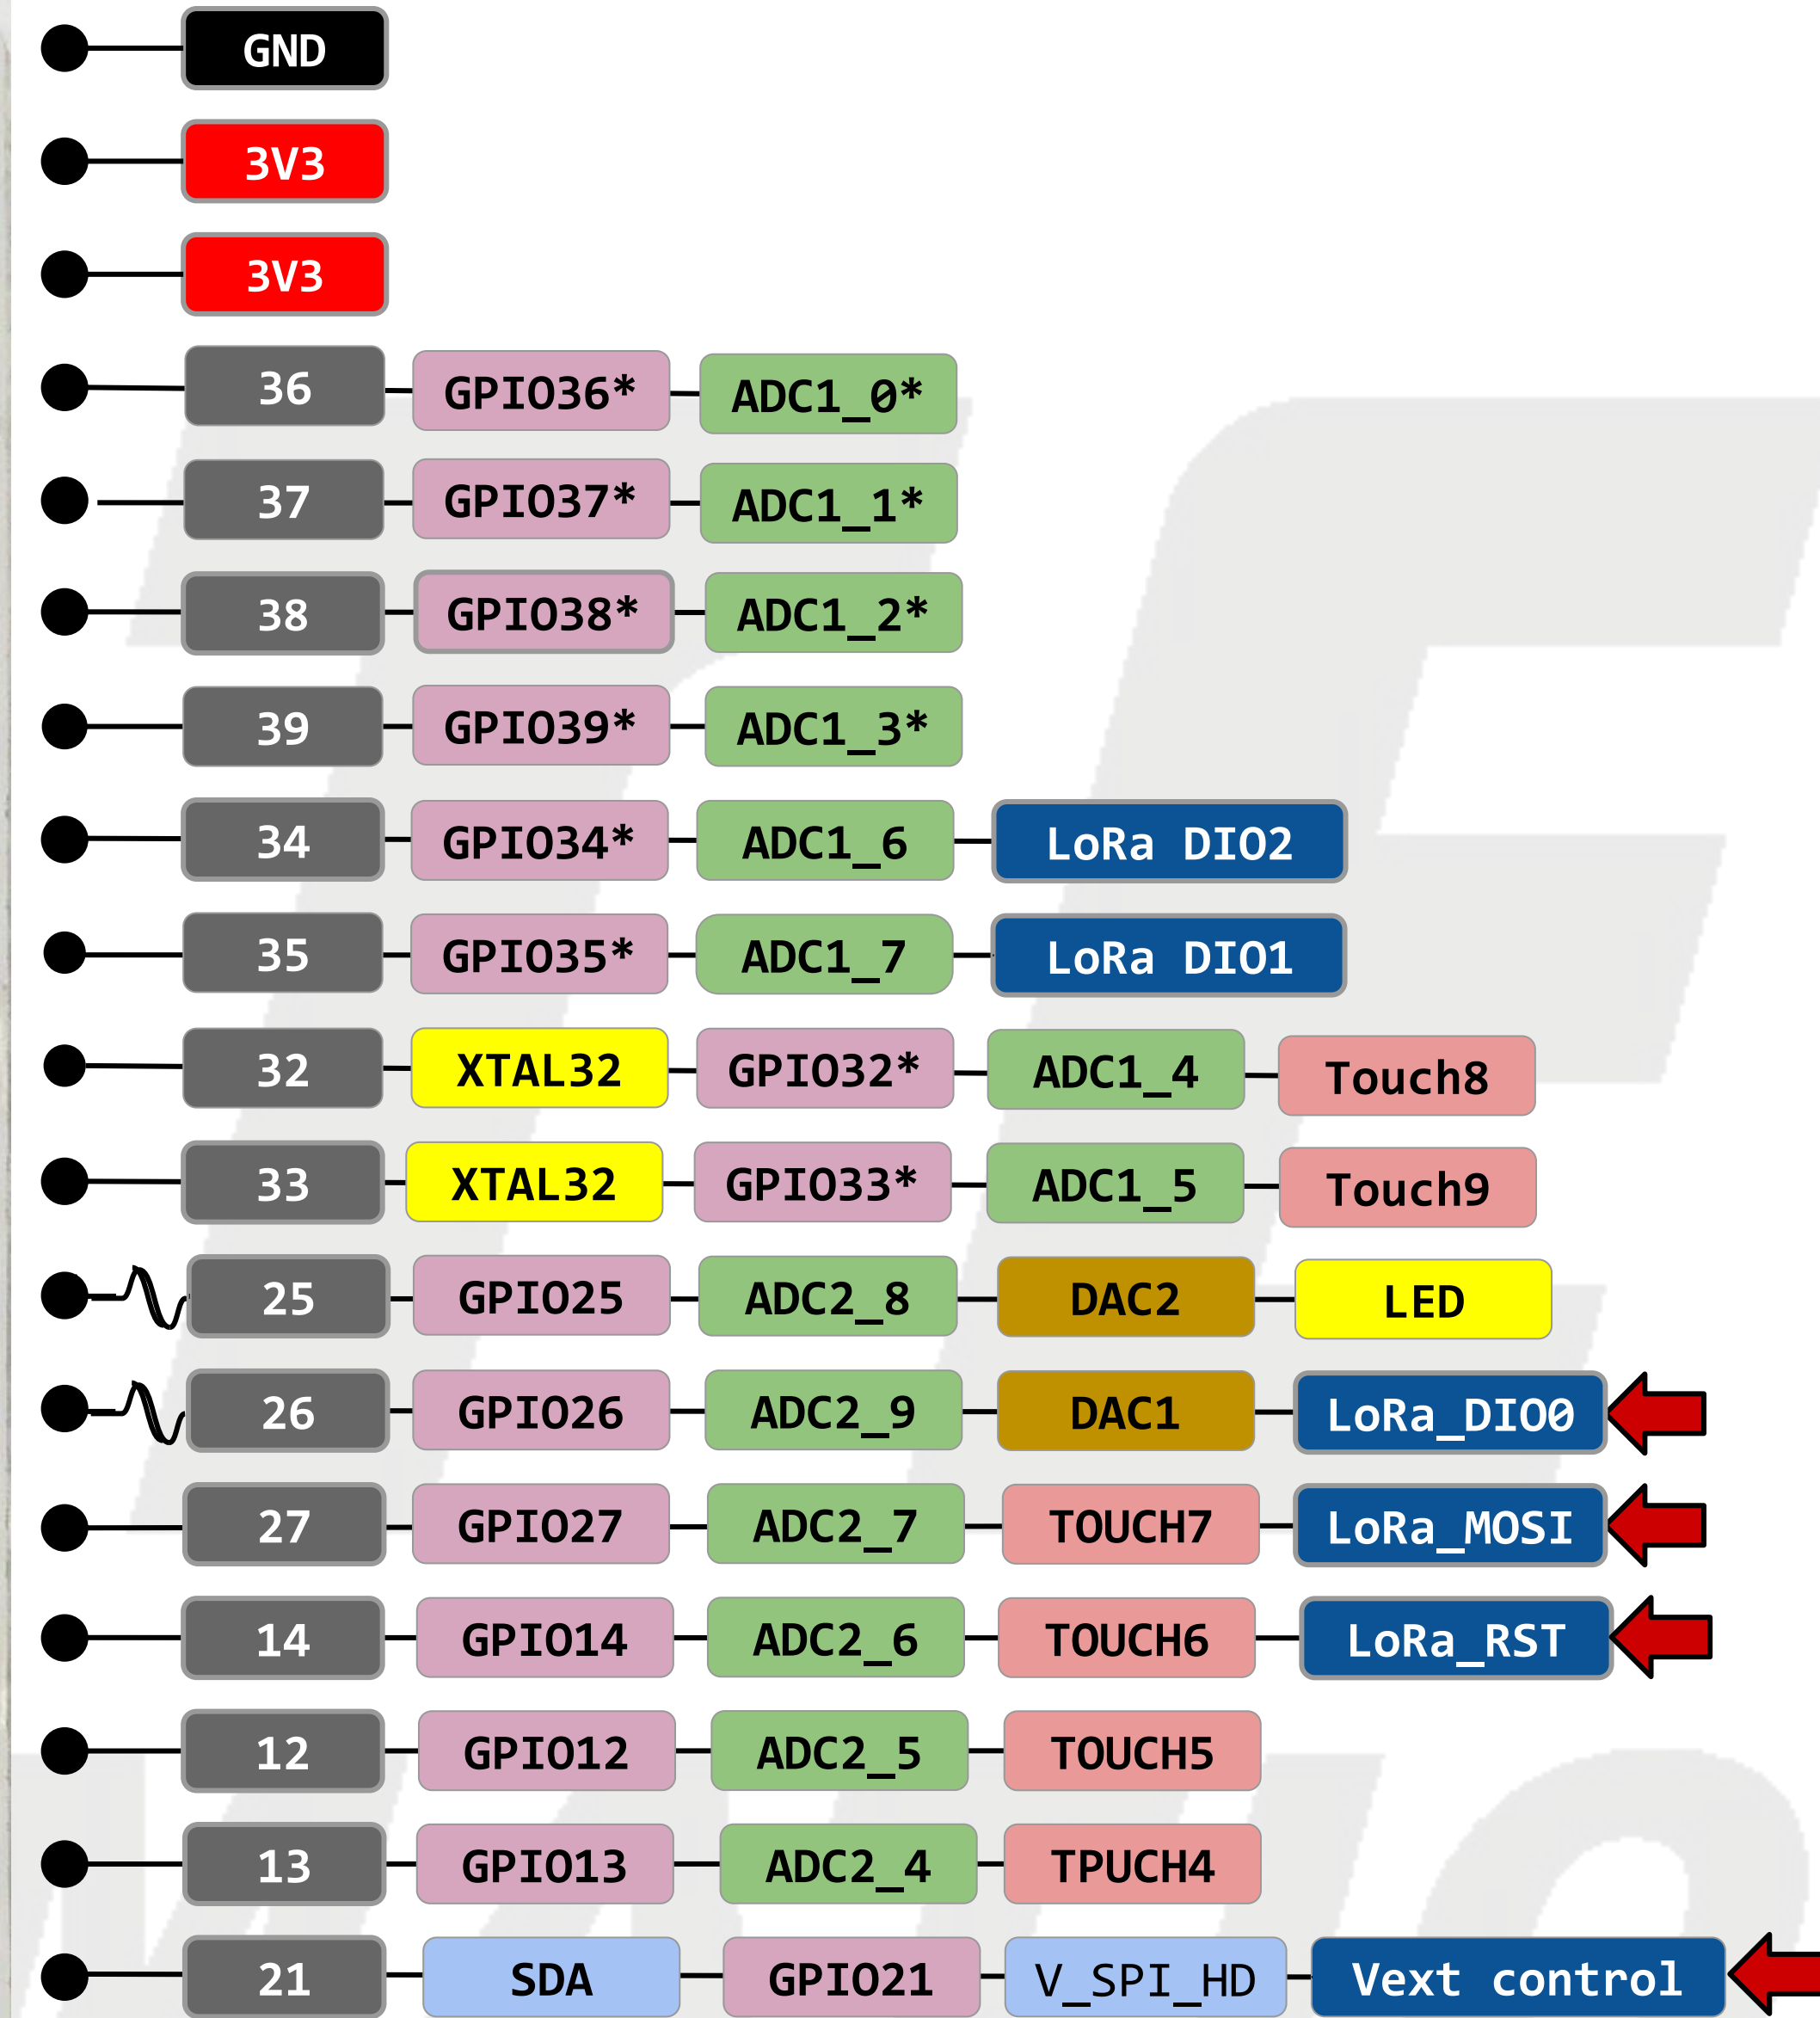 GND
3V3
3V3
36 GPIO36* ADC1_0*
37 GPIO37* ADC1_1*
38 GPIO38* ADC1_2*
39 GPIO39* ADC1_3*
34 GPIO34* ADC1_6 LoRa DIO2
35 GPIO35* ADC1_7 LoRa DIO1
32 XTAL32 GPIO32* ADC1_4 Touch8
33 XTAL32 GPIO33* ADC1_5 Touch9
25 GPIO25 ADC2_8 DAC2 LED
26 GPIO26 ADC2_9 DAC1 LoRa_DIO0
27 GPIO27 ADC2_7 TOUCH7 LoRa_MOSI
14 GPIO14 ADC2_6 TOUCH6 LoRa_RST
12 GPIO12 ADC2_5 TOUCH5
13 GPIO13 ADC2_4 TPUCH4
21 SDA GPIO21 V_SPI_HD Vext control